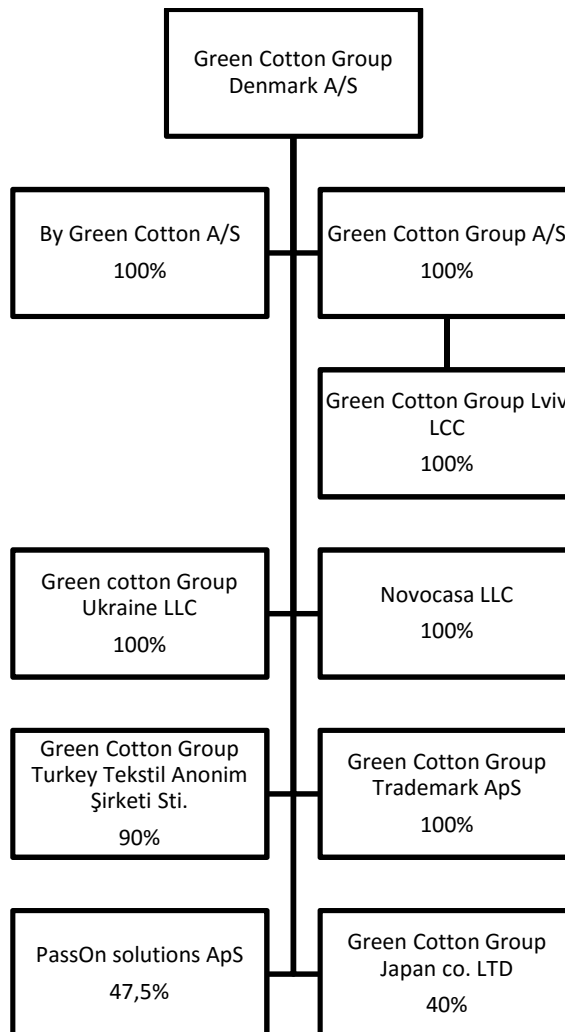 Green Cotton Group
Denmark A/S
By Green Cotton A/S
100%
Green Cotton Group A/S
100%
Green Cotton Group Lviv
LCC
100%
Green cotton Group
Ukraine LLC
100%
Novocasa LLC
100%
Green Cotton Group
Turkey Tekstil Anonim
Şirketi Sti.
90%
Green Cotton Group
Trademark ApS
100%
PassOn solutions ApS
47,5%
Green Cotton Group
Japan co. LTD
40%